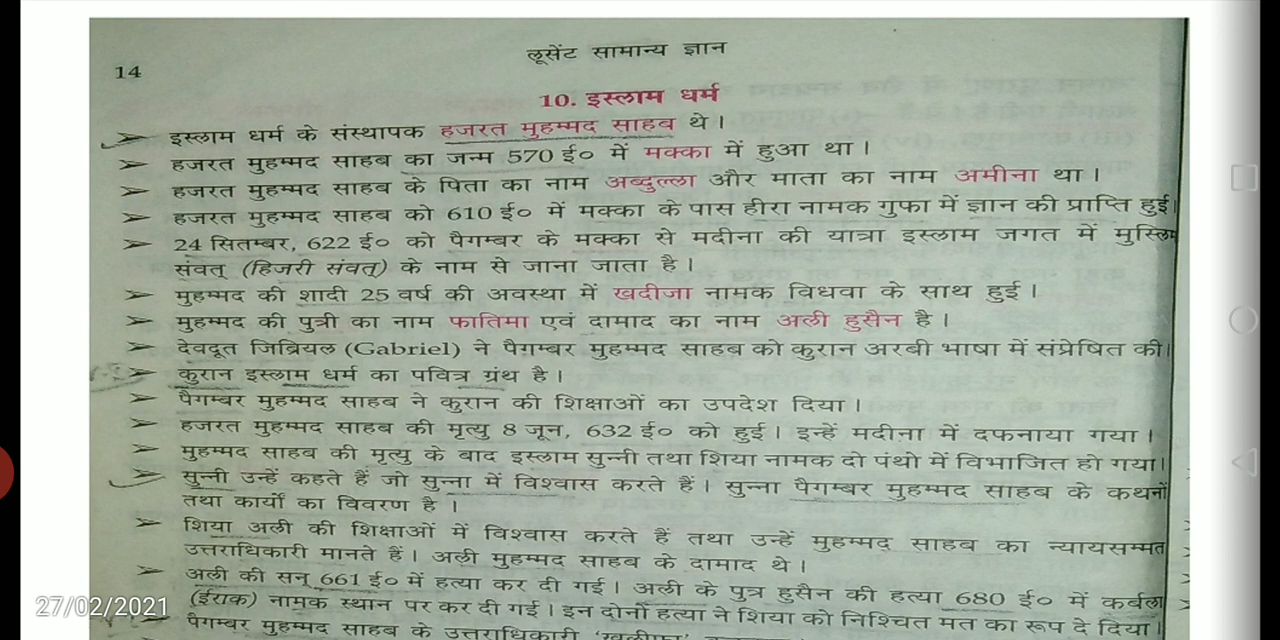 लूसेंट सामान्य ज्ञान
14
10. इस्लाम धर्म
➢ इस्लाम धर्म के संस्थापक हजरत मुहम्मद साहब थे।
➢ हजरत मुहम्मद साहब का जन्म 570 ई० में मक्का में हुआ था।
➢ हजरत मुहम्मद साहब के पिता का नाम अब्दुल्ला और माता का नाम अमीना था।
➢ हजरत मुहम्मद साहब को 610 ई० में मक्का के पास हीरा नामक गुफा में ज्ञान की प्राप्ति हुई।
➢ 24 सितम्बर, 622 ई० को पैगम्बर के मक्का से मदीना की यात्रा इस्लाम जगत में मुस्लिम
संवत् (हिजरी संवत्) के नाम से जाना जाता है।
➢ मुहम्मद की शादी 25 वर्ष की अवस्था में खदीजा नामक विधवा के साथ हुई।
➢ मुहम्मद की पुत्री का नाम फातिमा एवं दामाद का नाम अली हुसैन है।
➢ देवदूत जिब्रियल (Gabriel) ने पैगम्बर मुहम्मद साहब को कुरान अरबी भाषा में संप्रेषित की।
➢ कुरान इस्लाम धर्म का पवित्र ग्रंथ है।
➢ पैगम्बर मुहम्मद साहब ने कुरान की शिक्षाओं का उपदेश दिया।
➢ हजरत मुहम्मद साहब की मृत्यु 8 जून, 632 ई० को हुई। इन्हें मदीना में दफनाया गया।
➢ मुहम्मद साहब की मृत्यु के बाद इस्लाम सुन्नी तथा शिया नामक दो पंथो में विभाजित हो गया।
➢ सुन्नी उन्हें कहते हैं जो सुन्ना में विश्वास करते हैं। सुन्ना पैगम्बर मुहम्मद साहब के कथनों
तथा कार्यों का विवरण है।
➢ शिया अली की शिक्षाओं में विश्वास करते हैं तथा उन्हें मुहम्मद साहब का न्यायसम्मत
उत्तराधिकारी मानते हैं। अली मुहम्मद साहब के दामाद थे।
➢ अली की सन् 661 ई० में हत्या कर दी गई। अली के पुत्र हुसैन की हत्या 680 ई० में कर्बला
(ईराक) नामक स्थान पर कर दी गई। इन दोनों हत्या ने शिया को निश्चित मत का रूप दे दिया।
पैगम्बर मुहम्मद साहब के उत्तराधिकारी 'खलीफा'
27/02/2021